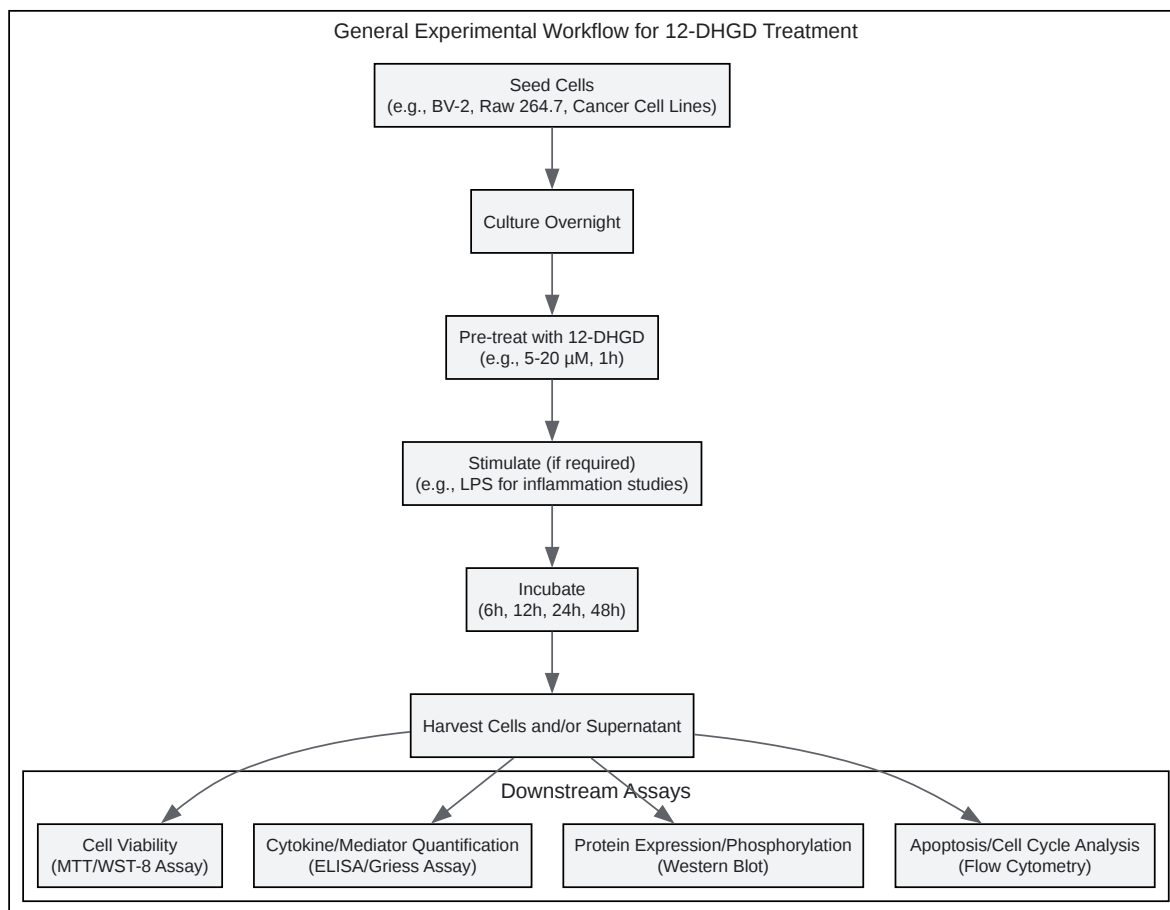 General Experimental Workflow for 12-DHGD Treatment
Seed Cells
(e.g., BV-2, Raw 264.7, Cancer Cell Lines)
Culture Overnight
Pre-treat with 12-DHGD
(e.g., 5-20 µM, 1h)
Stimulate (if required)
(e.g., LPS for inflammation studies)
Incubate
(6h, 12h, 24h, 48h)
Harvest Cells and/or Supernatant
Downstream Assays
Cell Viability
(MTT/WST-8 Assay)
Cytokine/Mediator Quantification
(ELISA/Griess Assay)
Protein Expression/Phosphorylation
(Western Blot)
Apoptosis/Cell Cycle Analysis
(Flow Cytometry)